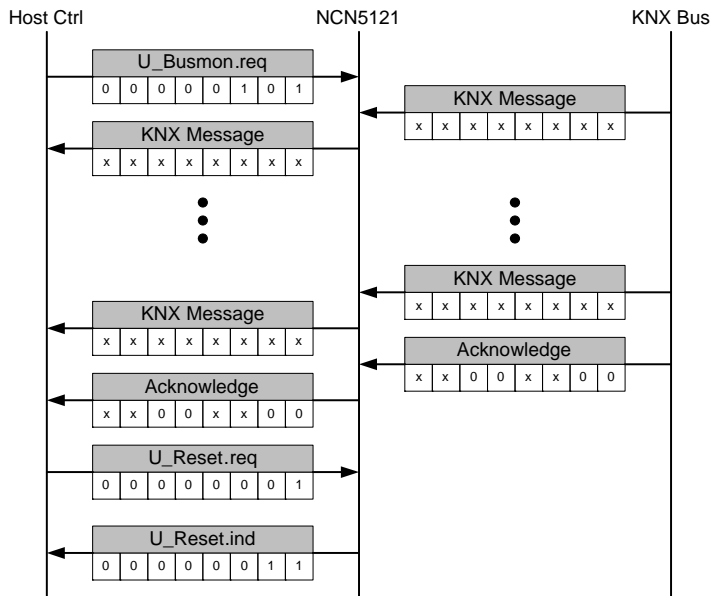 Host Ctrl NCN5121 KNX Bus
U_Busmon.req
0 0 0 0 0 1 0 1
KNX Message
x x x x x x x x
KNX Message
x x x x x x x x
KNX Message
x x x x x x x x
KNX Message
x x x x x x x x
Acknowledge
x x 0 0 x x 0 0
Acknowledge
x x 0 0 x x 0 0
U_Reset.req
0 0 0 0 0 0 0 1
U_Reset.ind
0 0 0 0 0 0 1 1